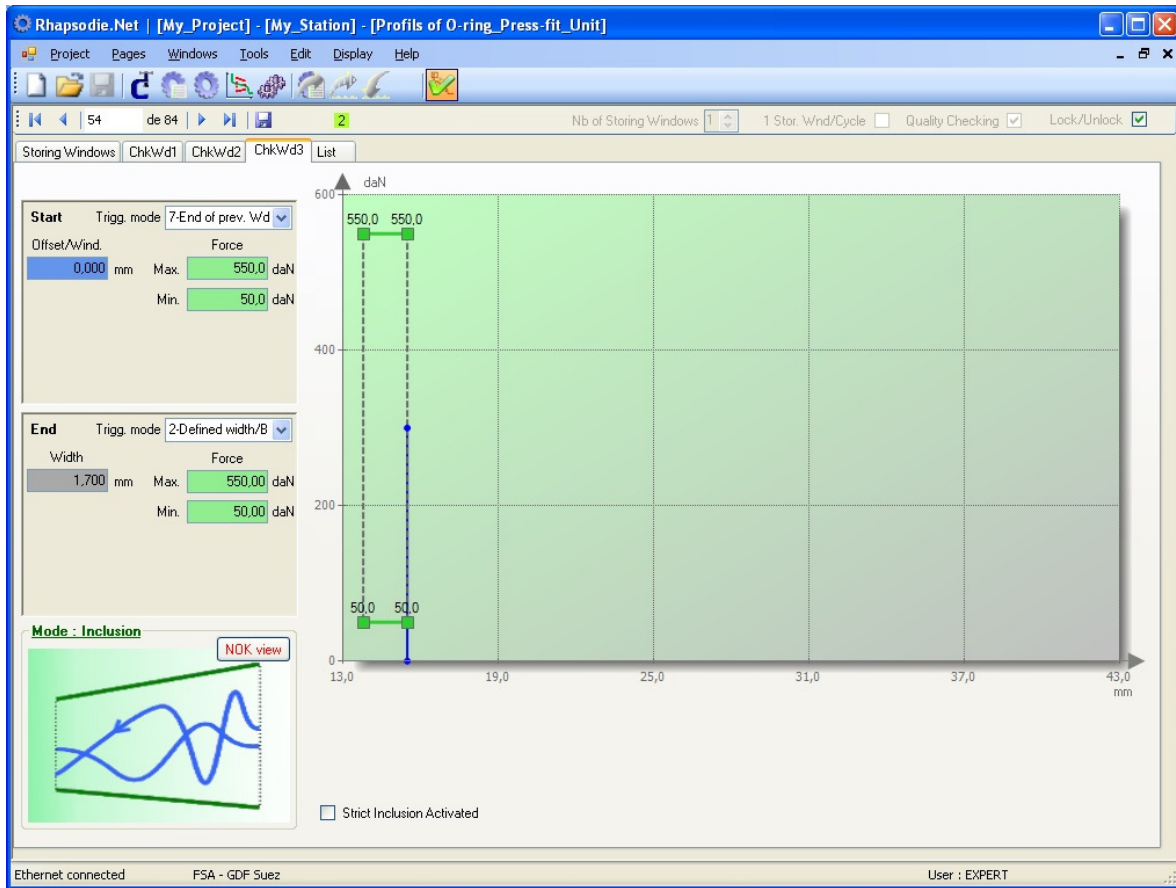 Rhapsodie.Net | [My_Project] - [My_Station] - [Profils of O-ring_Press-fit_Unit]
Project Pages Windows Tools Edit Display Help
54 de 84 2 Nb of Storing Windows 1 1 Stor. Wnd/Cycle Quality Checking Lock/Unlock
Storing Windows ChkWd1 ChkWd2 ChkWd3 List
Start Trigg. mode 7-End of prev. Wd
Offset/Wind. Force
0,000 mm Max. 550,0 daN
Min. 50,0 daN
End Trigg. mode 2-Defined width/B
Width Force
1,700 mm Max. 550,00 daN
Min. 50,00 daN
Mode : Inclusion
NOK view
daN
600
550,0 550,0
400
200
50,0 50,0
0
13,0 19,0 25,0 31,0 37,0 43,0
mm
Strict Inclusion Activated
Ethernet connected FSA - GDF Suez User : EXPERT